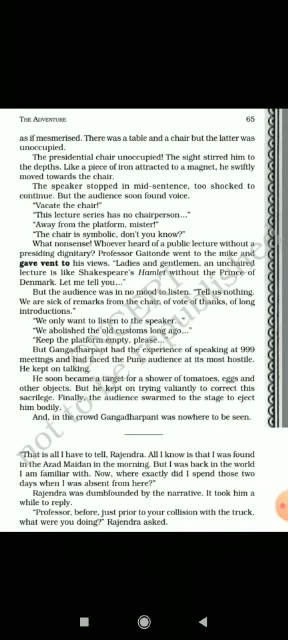 THE ADVENTURE 65
as if mesmerised. There was a table and a chair but the latter was
unoccupied.
The presidential chair unoccupied! The sight stirred him to
the depths. Like a piece of iron attracted to a magnet, he swiftly
moved towards the chair.
The speaker stopped in mid-sentence, too shocked to
continue. But the audience soon found voice.
“Vacate the chair!”
“This lecture series has no chairperson...”
“Away from the platform, mister!”
“The chair is symbolic, don’t you know?”
What nonsense! Whoever heard of a public lecture without a
presiding dignitary? Professor Gaitonde went to the mike and
gave vent to his views. “Ladies and gentlemen, an unchaired
lecture is like Shakespeare’s Hamlet without the Prince of
Denmark. Let me tell you...”
But the audience was in no mood to listen. “Tell us nothing.
We are sick of remarks from the chair, of vote of thanks, of long
introductions.”
“We only want to listen to the speaker...”
“We abolished the old customs long ago...”
“Keep the platform empty, please...”
But Gangadharpant had the experience of speaking at 999
meetings and had faced the Pune audience at its most hostile.
He kept on talking.
He soon became a target for a shower of tomatoes, eggs and
other objects. But he kept on trying valiantly to correct this
sacrilege. Finally, the audience swarmed to the stage to eject
him bodily.
And, in the crowd Gangadharpant was nowhere to be seen.
“That is all I have to tell, Rajendra. All I know is that I was found
in the Azad Maidan in the morning. But I was back in the world
I am familiar with. Now, where exactly did I spend those two
days when I was absent from here?”
Rajendra was dumbfounded by the narrative. It took him a
while to reply.
“Professor, before, just prior to your collision with the truck,
what were you doing?” Rajendra asked.
not to be republished